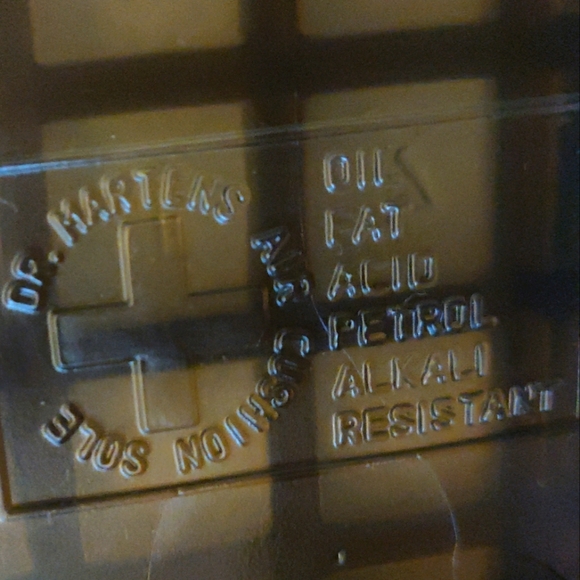 DR. MARTENS AIR CUSHION SOLE
OIL
FAT
ACID
PETROL
ALKALI
RESISTANT